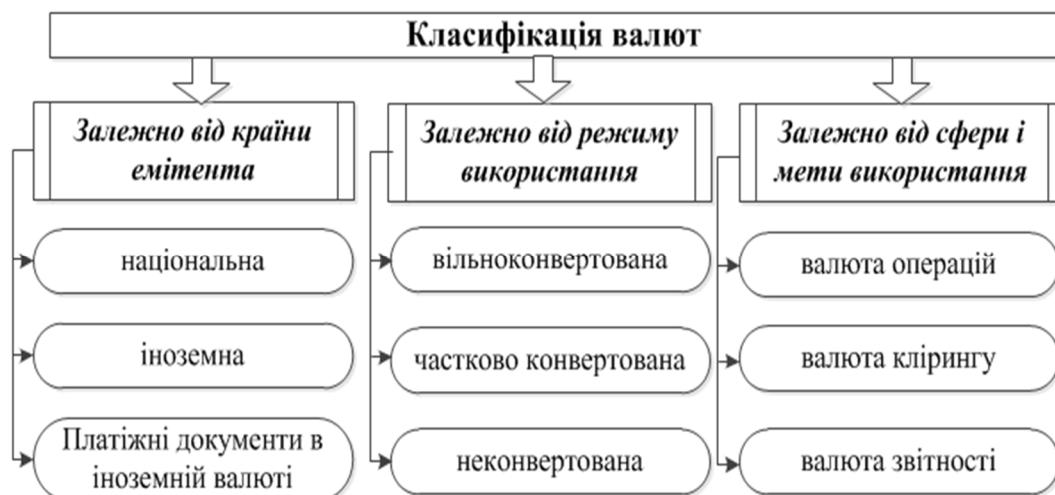 Класифікація валют
Залежно від країни
емітента
національна
іноземна
Платіжні документи в
іноземній валюті
Залежно від режиму
використання
вільноконвертована
частково конвертована
неконвертована
Залежно від сфери і
мети використання
валюта операцій
валюта клірингу
валюта звітності